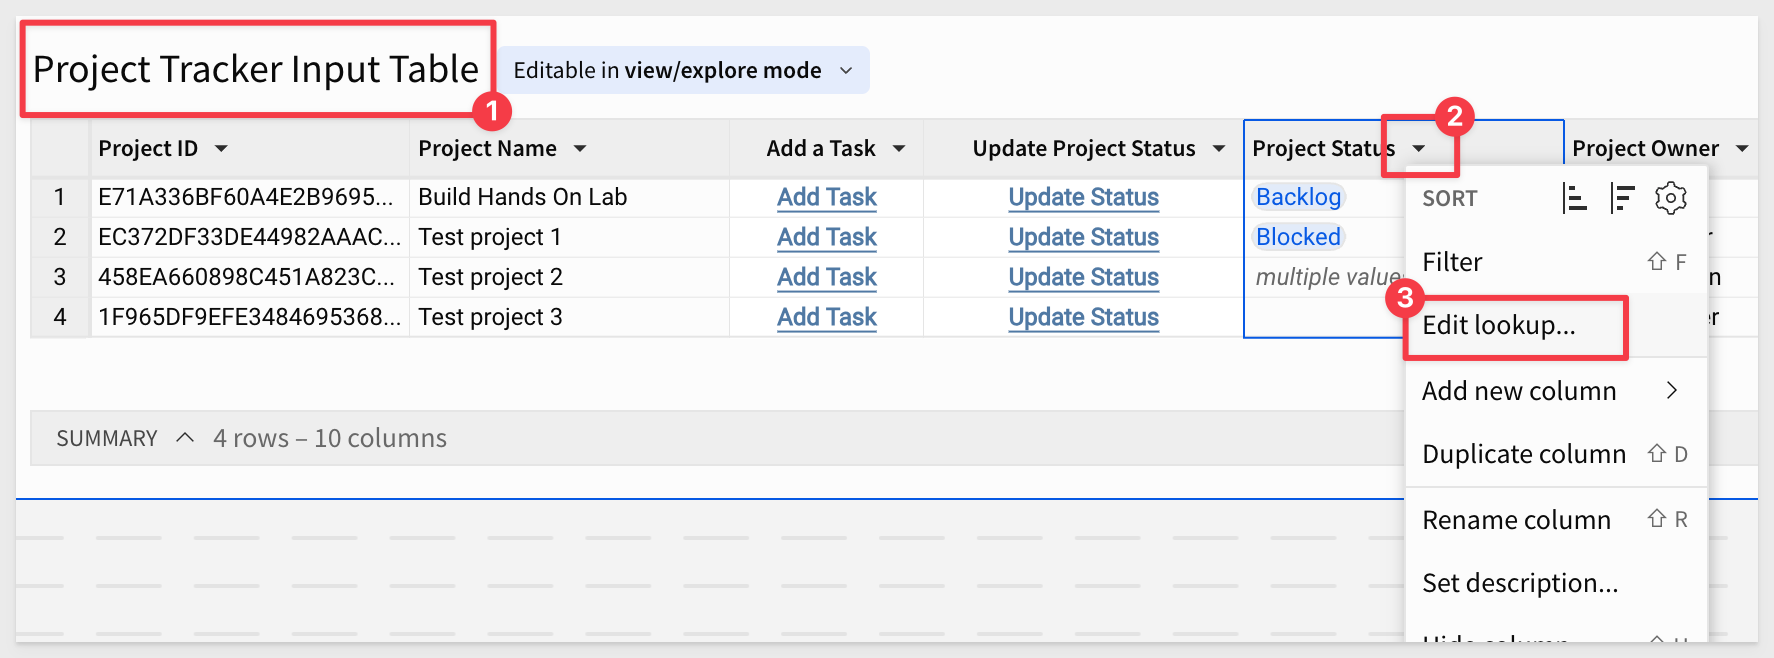 Project Tracker Input Table
Editable in view/explore mode
1
2
Project ID
Project Name
Add a Task
Update Project Status
Project Status
Project Owner
1 E71A336BF60A4E2B9695... Build Hands On Lab Add Task Update Status Backlog
2 EC372DF33DE44982AAAC... Test project 1 Add Task Update Status Blocked
3 458EA660898C451A823C... Test project 2 Add Task Update Status multiple values
4 1F965DF9EFE3484695368... Test project 3 Add Task Update Status
SORT
Filter F
3
Edit lookup...
Add new column
Duplicate column D
Rename column R
Set description...
Hide column H
SUMMARY 4 rows – 10 columns